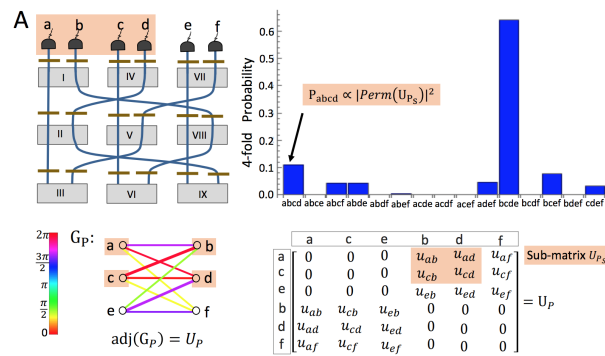 A
a b c d e f
I IV VII
II V VIII
III VI IX
4-fold Probability
0.6
0.5
0.4
0.3
0.2
0.1
0.0
P_abcd ∝ |Perm(U_P_S)|²
abcd abce abcf abde abdf abef acde acdf acef adef bcde bcdf bcef bdef cdef
G_P:
2π
3π/2
π
π/2
0
a b
c d
e f
adj(G_P) = U_P
a c e b d f
a 0 0 0 u_ab u_ad u_af
c 0 0 0 u_cb u_cd u_cf
e 0 0 0 u_eb u_ed u_ef
b u_ab u_cb u_eb 0 0 0
d u_ad u_cd u_ed 0 0 0
f u_af u_cf u_ef 0 0 0
Sub-matrix U_P_S
= U_P